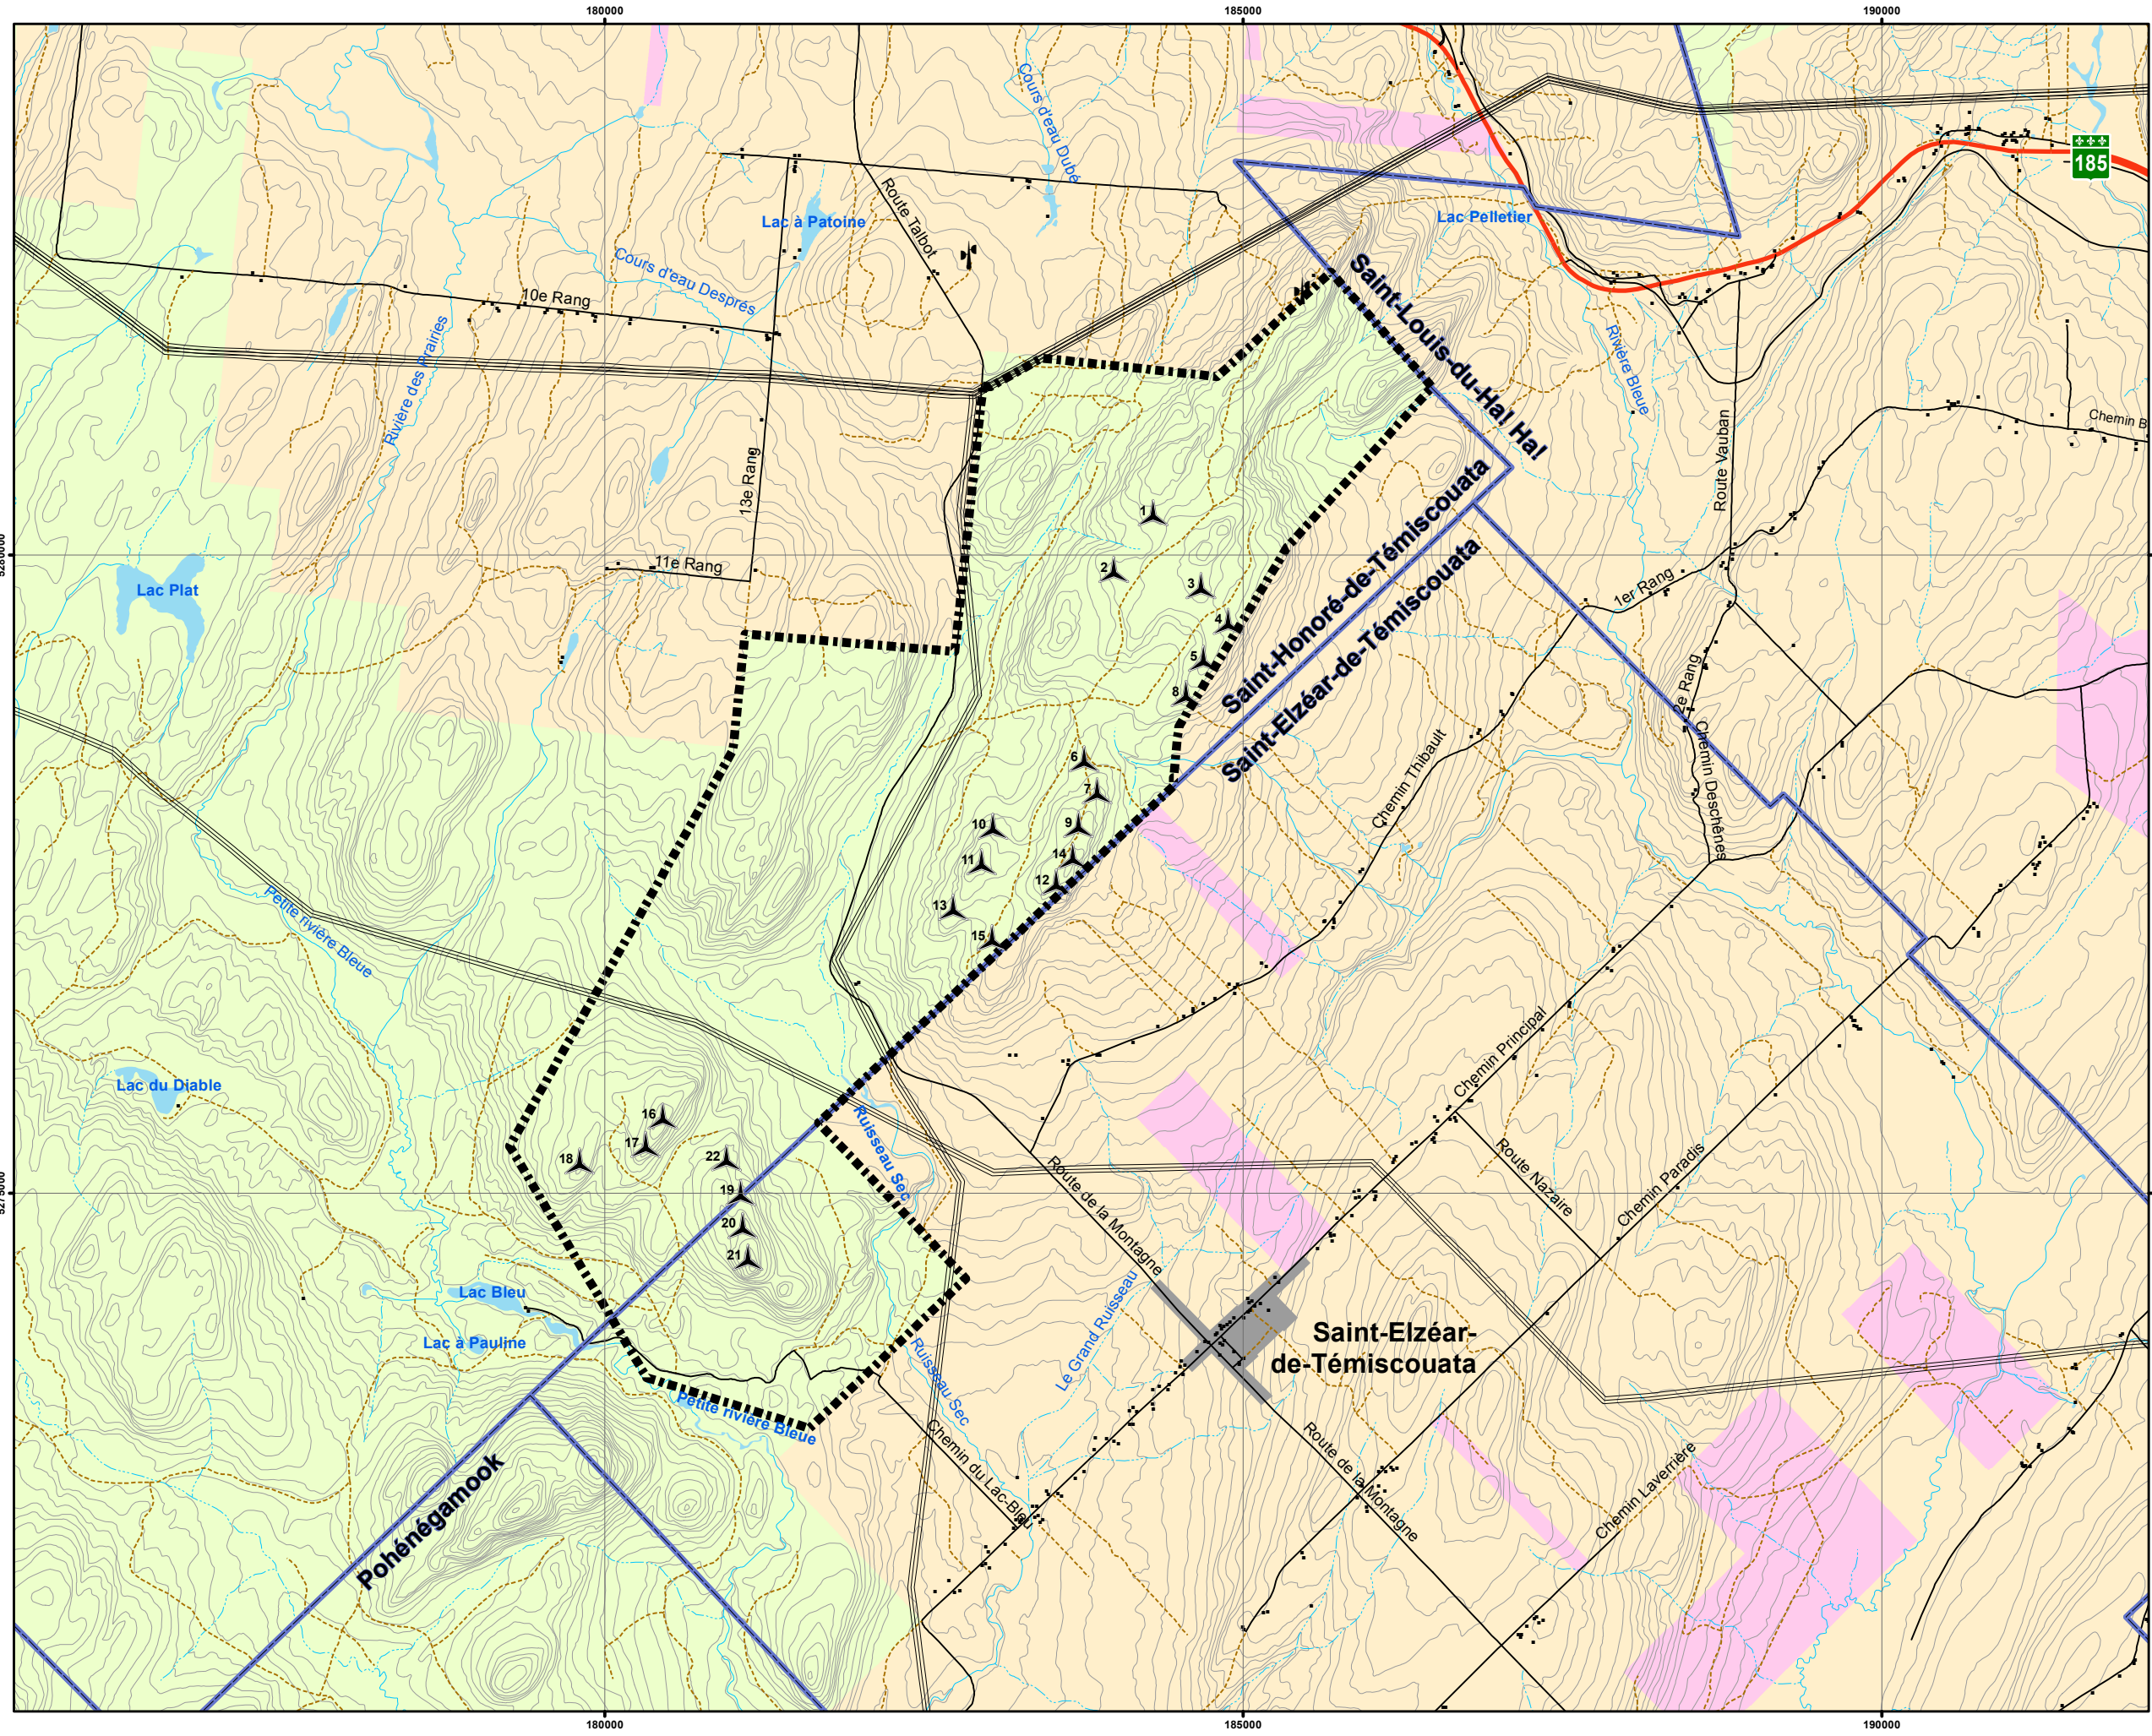 180000
185000
190000
Cours d'eau Dubé
185
Route Talbot
Lac à Patoine
Lac Pelletier
Cours d'eau Després
10e Rang
Saint-Louis-du-Ha! Ha!
Rivière des Prairies
Rivière Bleue
Route Vauban
Chemin B
13e Rang
Saint-Honoré-de-Témiscouata
Saint-Elzéar-de-Témiscouata
1
2
3
4
5
8
11e Rang
1er Rang
Lac Plat
2e Rang
Chemin Deschênes
Chemin Thibault
6
7
10
9
11
14
12
13
15
Petite rivière Bleue
Lac du Diable
Chemin Principal
16
17
18
22
19
20
21
Ruisseau Sec
Route de la Montagne
Route Nazaire
Chemin Paradis
Lac Bleu
Lac à Pauline
Le Grand Ruisseau
Saint-Elzéar-
de-Témiscouata
Ruisseau Sec
Petite rivière Bleue
Chemin du Lac-Bleu
Route de la Montagne
Chemin Laverrière
Pohénégamook
180000
185000
190000